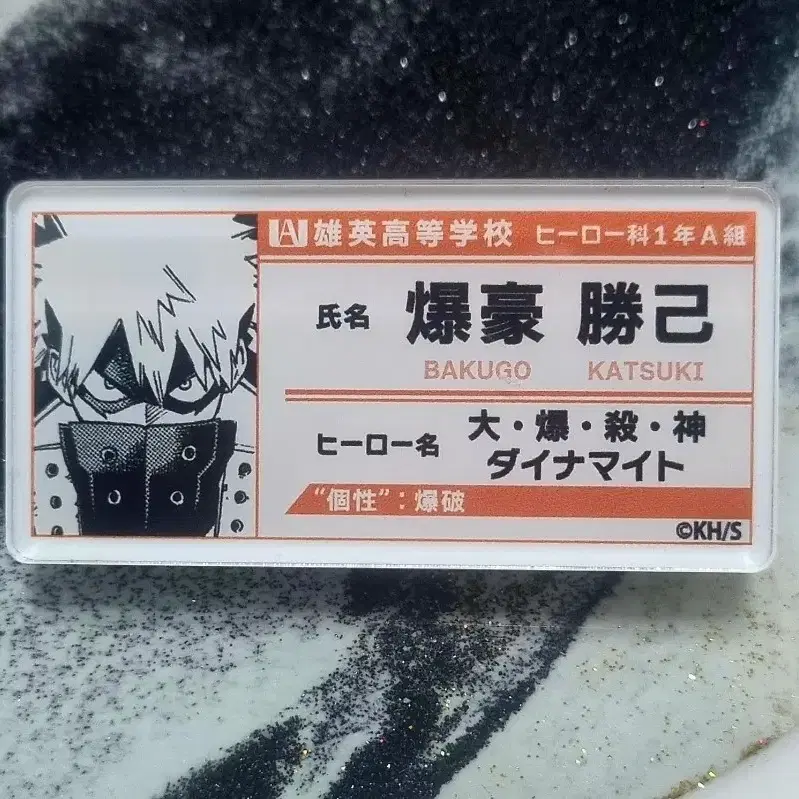 UA 雄英高等学校 ヒーロー科1年A組
氏名 爆豪 勝己
BAKUGO KATSUKI
ヒーロー名 大・爆・殺・神
ダイナマイト
“個性”：爆破
©KH/S